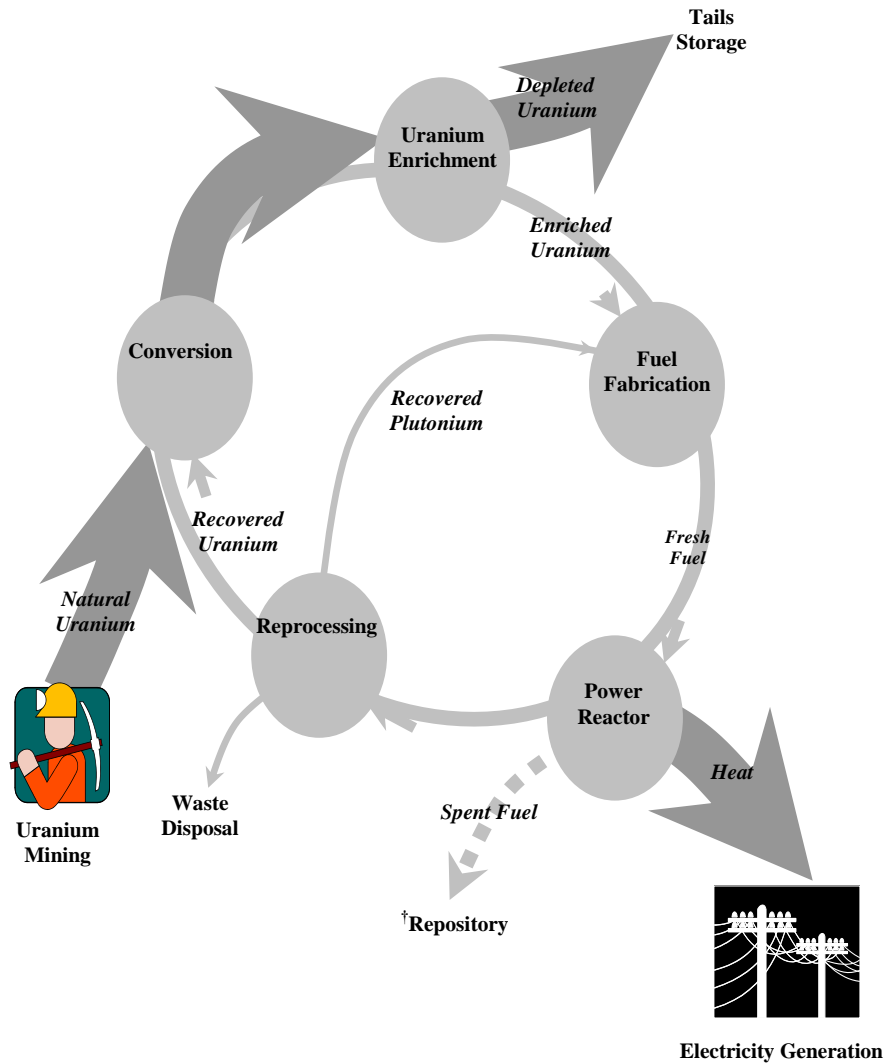 Tails
Storage
Depleted
Uranium
Uranium
Enrichment
Enriched
Uranium
Conversion
Fuel
Fabrication
Recovered
Plutonium
Recovered
Uranium
Fresh
Fuel
Natural
Uranium
Reprocessing
Power
Reactor
Heat
Waste
Disposal
Spent Fuel
Uranium
Mining
†Repository
Electricity Generation